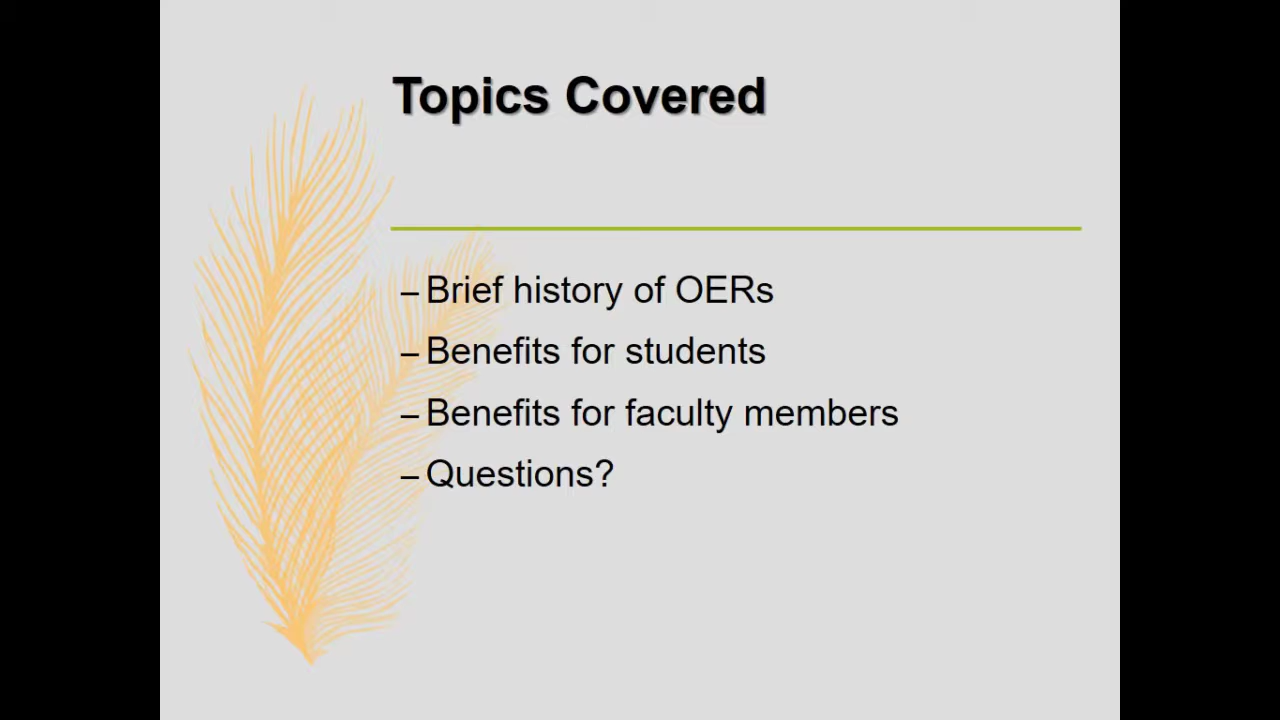 Topics Covered
– Brief history of OERs
– Benefits for students
– Benefits for faculty members
– Questions?